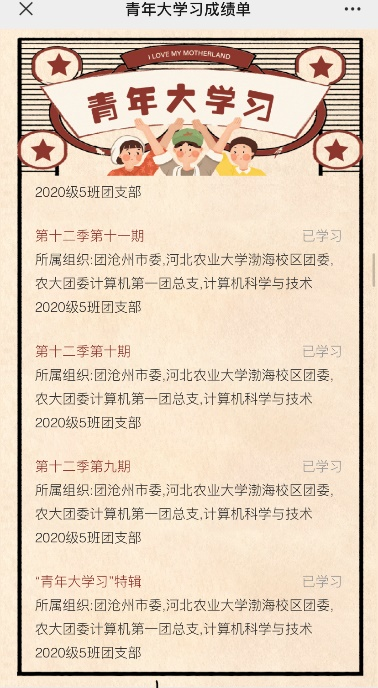 青年大学习成绩单
I LOVE MY MOTHERLAND
青年大学习
2020级5班团支部
第十二季第十一期 已学习
所属组织:团沧州市委,河北农业大学渤海校区团委,
农大团委计算机第一团总支,计算机科学与技术
2020级5班团支部
第十二季第十期 已学习
所属组织:团沧州市委,河北农业大学渤海校区团委,
农大团委计算机第一团总支,计算机科学与技术
2020级5班团支部
第十二季第九期 已学习
所属组织:团沧州市委,河北农业大学渤海校区团委,
农大团委计算机第一团总支,计算机科学与技术
2020级5班团支部
“青年大学习”特辑 已学习
所属组织:团沧州市委,河北农业大学渤海校区团委,
农大团委计算机第一团总支,计算机科学与技术
2020级5班团支部